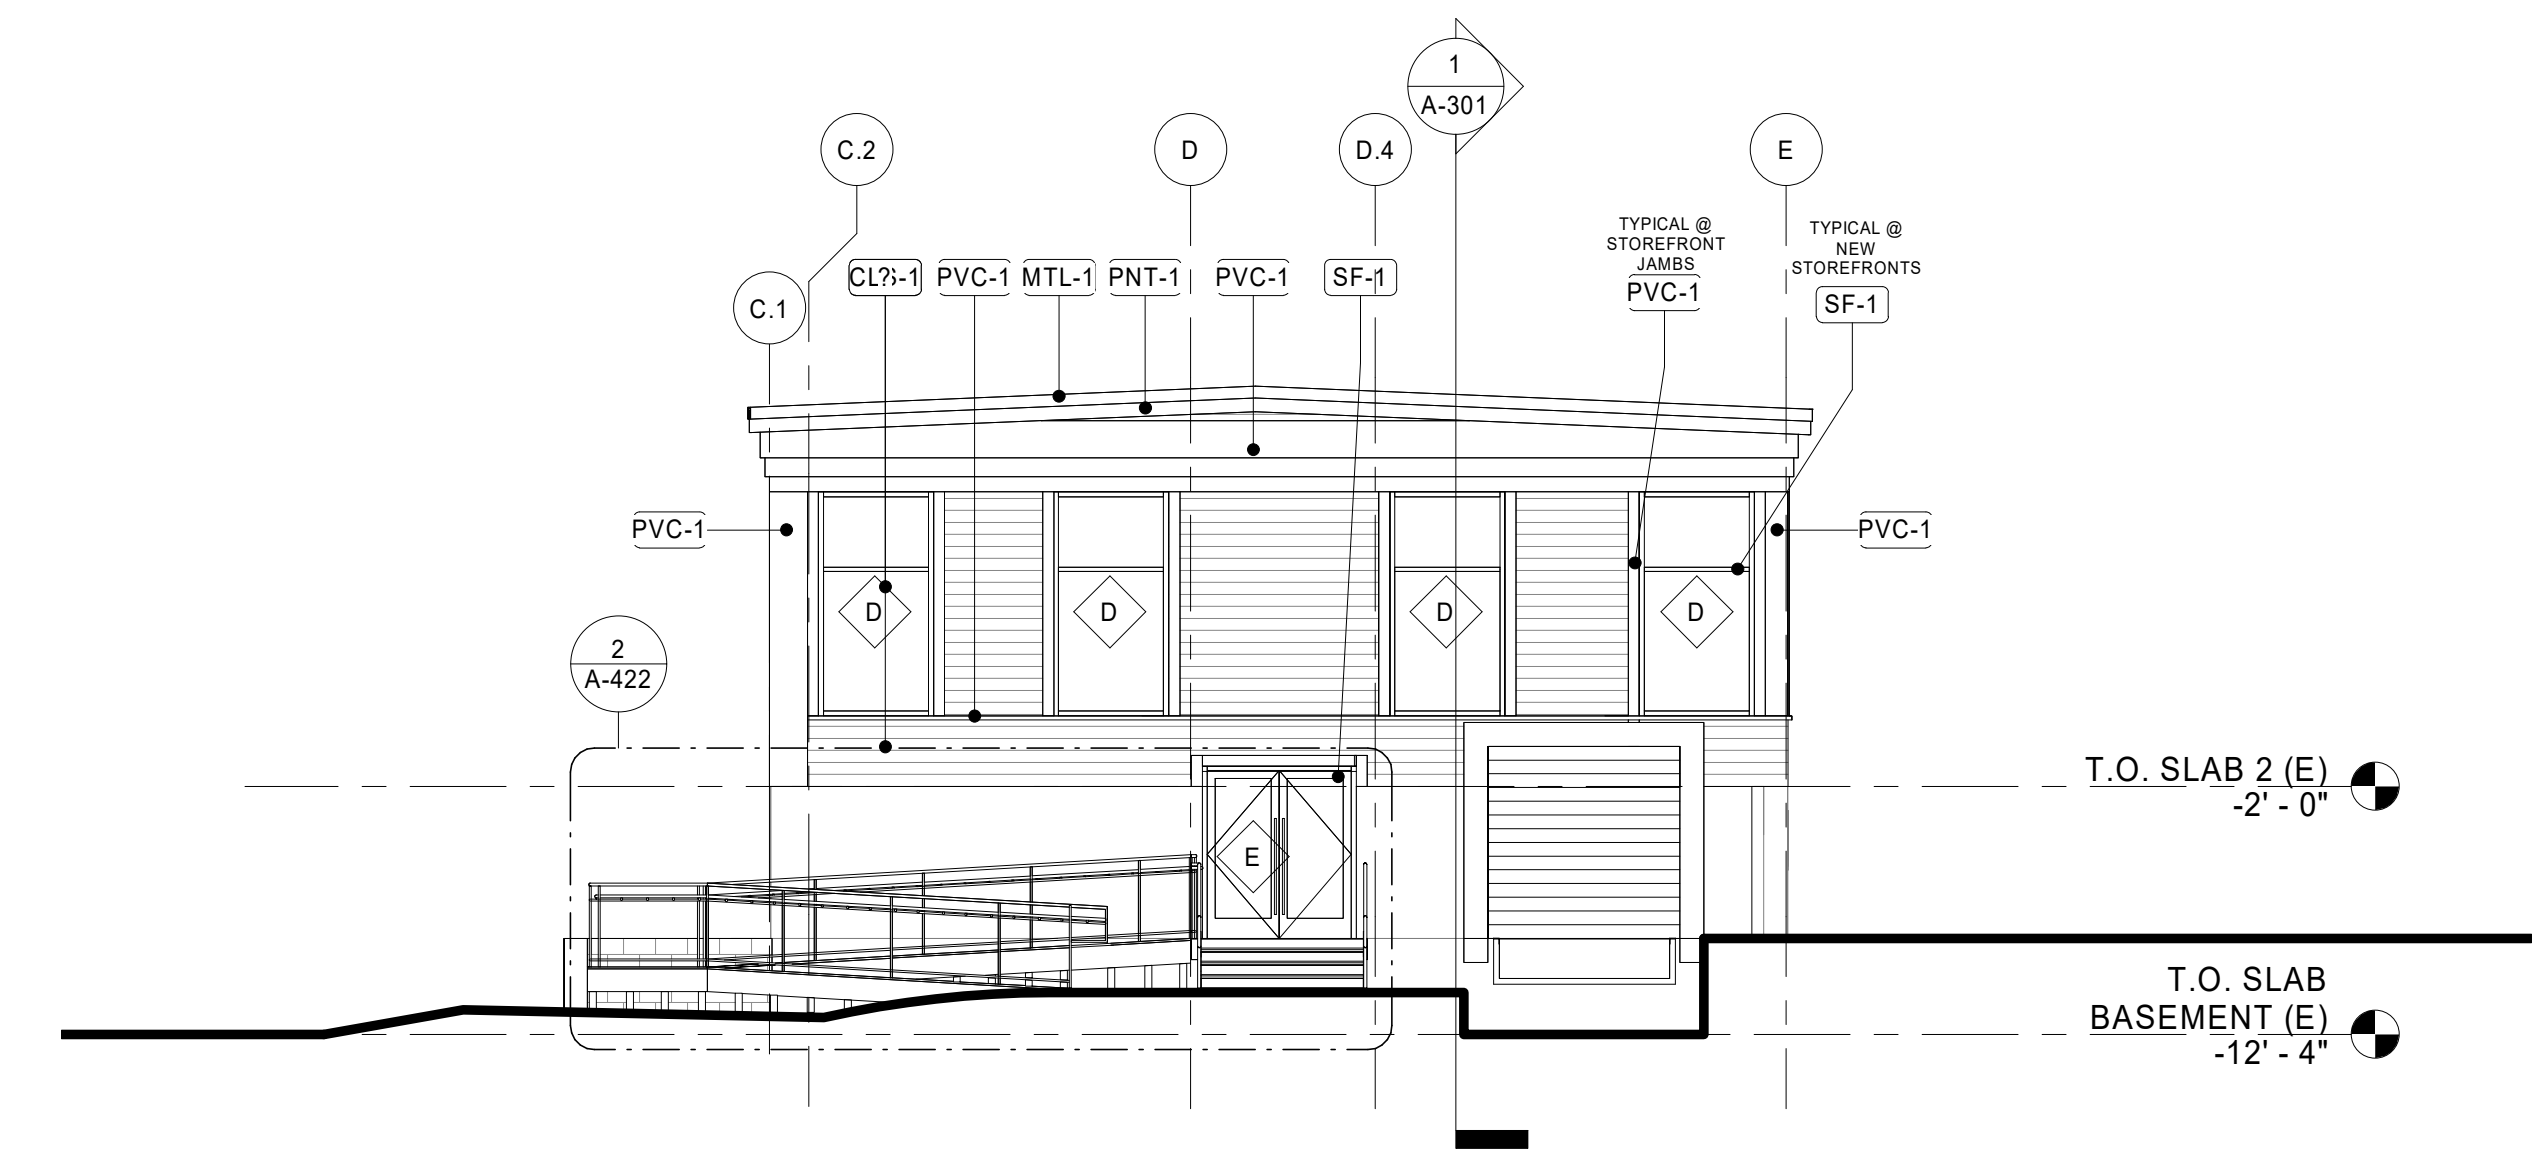 1
A-301
C.2
D
D.4
E
TYPICAL @
STOREFRONT
JAMBS
PVC-1
TYPICAL @
NEW
STOREFRONTS
SF-1
C.1
PVC-1
MTL-1
PNT-1
PVC-1
SF-1
PVC-1
PVC-1
D
D
D
D
2
A-422
E
T.O. SLAB 2 (E)
-2' - 0"
T.O. SLAB
BASEMENT (E)
-12' - 4"